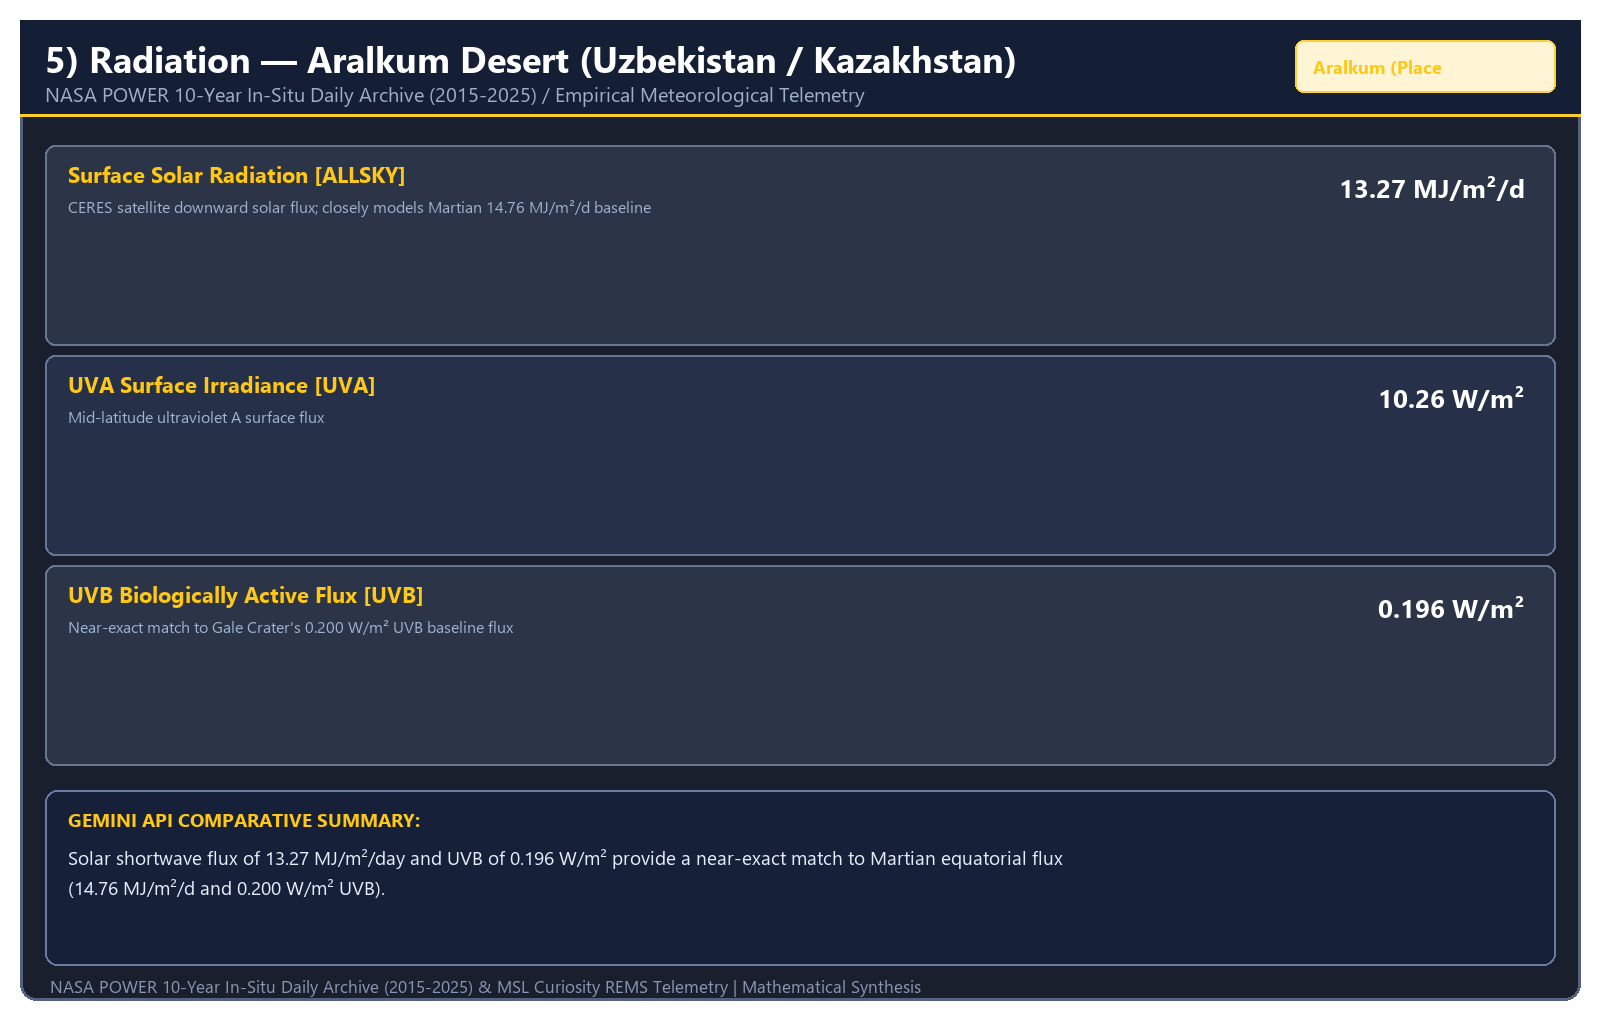 5) Radiation — Aralkum Desert (Uzbekistan / Kazakhstan)
NASA POWER 10-Year In-Situ Daily Archive (2015-2025) / Empirical Meteorological Telemetry
Aralkum (Place
Surface Solar Radiation [ALLSKY]
13.27 MJ/m²/d
CERES satellite downward solar flux; closely models Martian 14.76 MJ/m²/d baseline
UVA Surface Irradiance [UVA]
10.26 W/m²
Mid-latitude ultraviolet A surface flux
UVB Biologically Active Flux [UVB]
0.196 W/m²
Near-exact match to Gale Crater's 0.200 W/m² UVB baseline flux
GEMINI API COMPARATIVE SUMMARY:
Solar shortwave flux of 13.27 MJ/m²/day and UVB of 0.196 W/m² provide a near-exact match to Martian equatorial flux
(14.76 MJ/m²/d and 0.200 W/m² UVB).
NASA POWER 10-Year In-Situ Daily Archive (2015-2025) & MSL Curiosity REMS Telemetry | Mathematical Synthesis